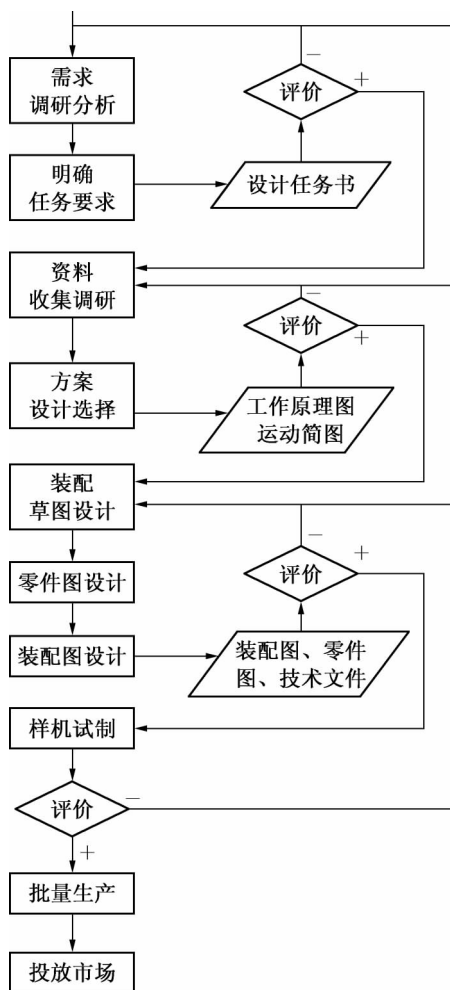 需求
调研分析
－
评价
＋
明确
任务要求
设计任务书
资料
收集调研
－
评价
＋
方案
设计选择
工作原理图
运动简图
装配
草图设计
－
评价
＋
零件图设计
装配图设计
装配图、零件
图、技术文件
样机试制
评价
－
＋
批量生产
投放市场